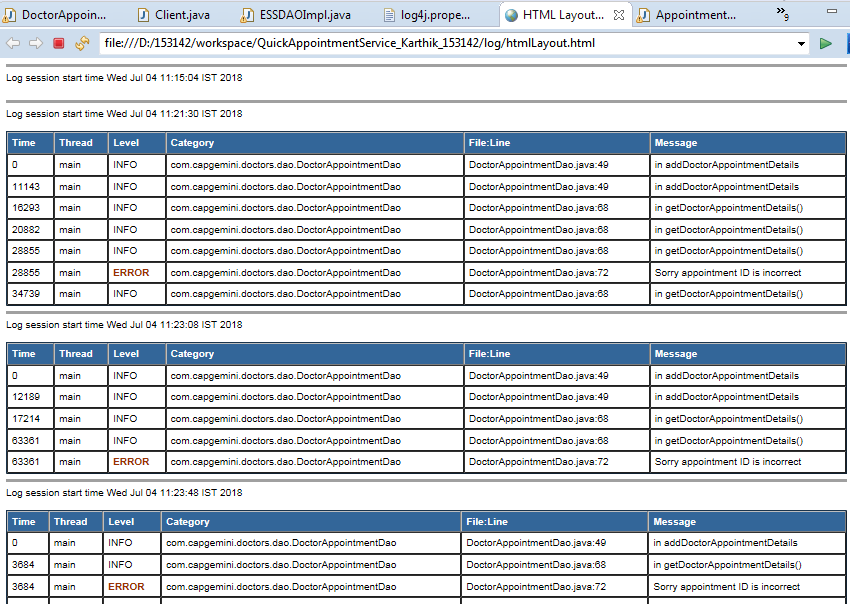 DoctorAppoin... Client.java ESSDAOImpl.java log4j.prope... HTML Layout... Appointment... »9
file:///D:/153142/workspace/QuickAppointmentService_Karthik_153142/log/htmlLayout.html
Log session start time Wed Jul 04 11:15:04 IST 2018
Log session start time Wed Jul 04 11:21:30 IST 2018
Time Thread Level Category File:Line Message
0 main INFO com.capgemini.doctors.dao.DoctorAppointmentDao DoctorAppointmentDao.java:49 in addDoctorAppointmentDetails
11143 main INFO com.capgemini.doctors.dao.DoctorAppointmentDao DoctorAppointmentDao.java:49 in addDoctorAppointmentDetails
16293 main INFO com.capgemini.doctors.dao.DoctorAppointmentDao DoctorAppointmentDao.java:68 in getDoctorAppointmentDetails()
20882 main INFO com.capgemini.doctors.dao.DoctorAppointmentDao DoctorAppointmentDao.java:68 in getDoctorAppointmentDetails()
28855 main INFO com.capgemini.doctors.dao.DoctorAppointmentDao DoctorAppointmentDao.java:68 in getDoctorAppointmentDetails()
28855 main ERROR com.capgemini.doctors.dao.DoctorAppointmentDao DoctorAppointmentDao.java:72 Sorry appointment ID is incorrect
34739 main INFO com.capgemini.doctors.dao.DoctorAppointmentDao DoctorAppointmentDao.java:68 in getDoctorAppointmentDetails()
Log session start time Wed Jul 04 11:23:08 IST 2018
Time Thread Level Category File:Line Message
0 main INFO com.capgemini.doctors.dao.DoctorAppointmentDao DoctorAppointmentDao.java:49 in addDoctorAppointmentDetails
12189 main INFO com.capgemini.doctors.dao.DoctorAppointmentDao DoctorAppointmentDao.java:49 in addDoctorAppointmentDetails
17214 main INFO com.capgemini.doctors.dao.DoctorAppointmentDao DoctorAppointmentDao.java:68 in getDoctorAppointmentDetails()
63361 main INFO com.capgemini.doctors.dao.DoctorAppointmentDao DoctorAppointmentDao.java:68 in getDoctorAppointmentDetails()
63361 main ERROR com.capgemini.doctors.dao.DoctorAppointmentDao DoctorAppointmentDao.java:72 Sorry appointment ID is incorrect
Log session start time Wed Jul 04 11:23:48 IST 2018
Time Thread Level Category File:Line Message
0 main INFO com.capgemini.doctors.dao.DoctorAppointmentDao DoctorAppointmentDao.java:49 in addDoctorAppointmentDetails
3684 main INFO com.capgemini.doctors.dao.DoctorAppointmentDao DoctorAppointmentDao.java:68 in getDoctorAppointmentDetails()
3684 main ERROR com.capgemini.doctors.dao.DoctorAppointmentDao DoctorAppointmentDao.java:72 Sorry appointment ID is incorrect